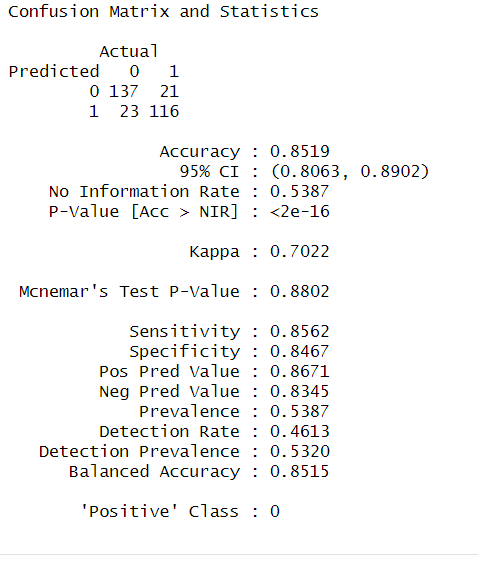 Confusion Matrix and Statistics
Actual
Predicted 0 1
0 137 21
1 23 116
Accuracy : 0.8519
95% CI : (0.8063, 0.8902)
No Information Rate : 0.5387
P-Value [Acc > NIR] : <2e-16
Kappa : 0.7022
Mcnemar's Test P-Value : 0.8802
Sensitivity : 0.8562
Specificity : 0.8467
Pos Pred Value : 0.8671
Neg Pred Value : 0.8345
Prevalence : 0.5387
Detection Rate : 0.4613
Detection Prevalence : 0.5320
Balanced Accuracy : 0.8515
'Positive' Class : 0